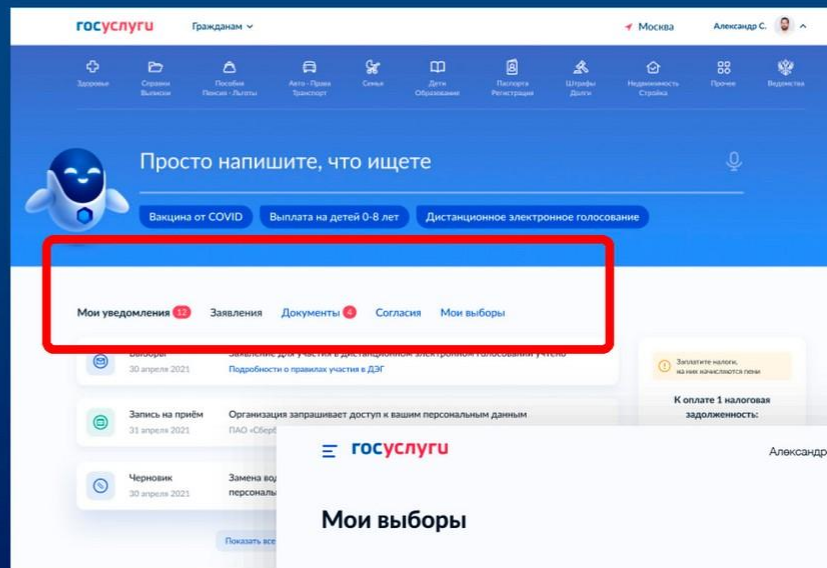 госуслуги
Гражданам
Москва
Александр С.
Здоровье
Справки
Выписки
Пособия
Пенсия - Льготы
Авто - Права
Транспорт
Семья
Дети
Образование
Паспорта
Регистрация
Штрафы
Долги
Недвижимость
Стройка
Прочее
Ведомства
Просто напишите, что ищете
Вакцина от COVID
Выплата на детей 0-8 лет
Дистанционное электронное голосование
Мои уведомления 12
Заявления
Документы 4
Согласия
Мои выборы
Выборы
30 апреля 2021
Заявление для участия в дистанционном электронном голосовании учтено
Подробности о правилах участия в ДЭГ
Заплатите налоги,
на них начисляются пени
К оплате 1 налоговая
задолженность:
Запись на приём
31 апреля 2021
Организация запрашивает доступ к вашим персональным данным
ПАО «Сберб
Черновик
30 апреля 2021
Замена вод
персональ
Показать все
госуслуги
Александр
Мои выборы